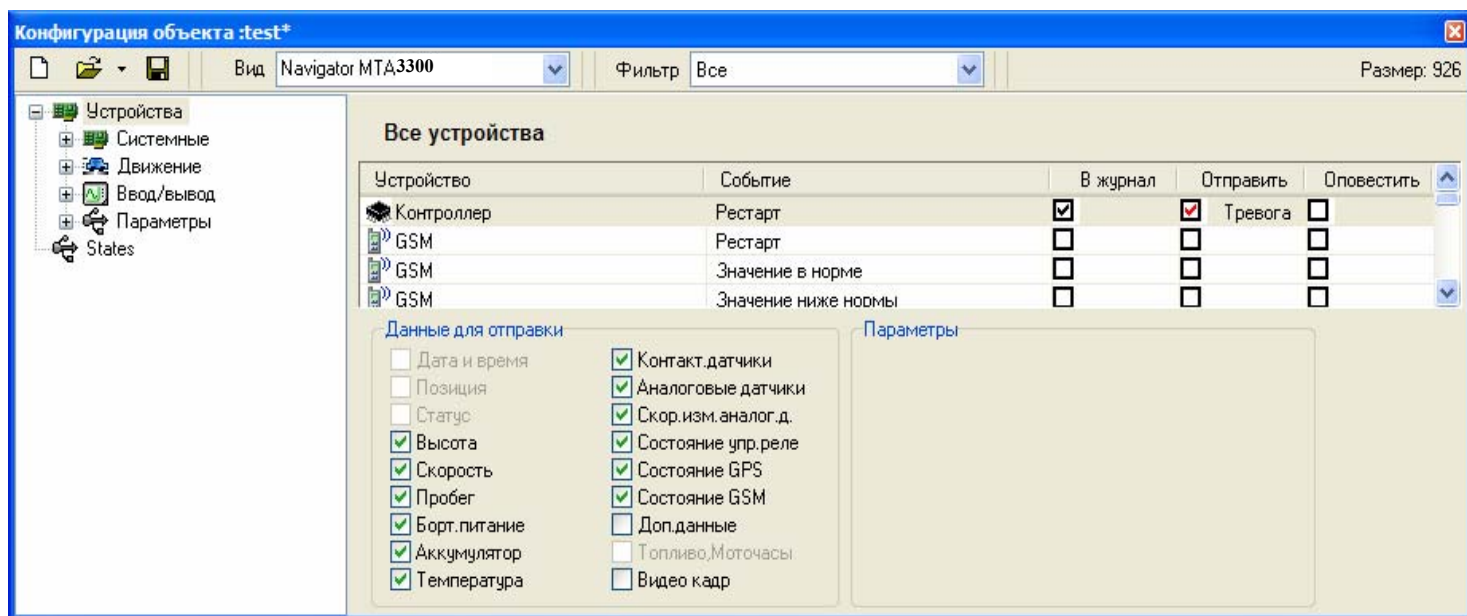 Конфигурация объекта :test*
Вид Navigator MTA3300 Фильтр Все Размер: 926
Устройства
Системные
Движение
Ввод/вывод
Параметры
States
Все устройства
Устройство Событие В журнал Отправить Оповестить
Контроллер Рестарт Тревога
GSM Рестарт
GSM Значение в норме
GSM Значение ниже нормы
Данные для отправки
Дата и время
Позиция
Статус
Высота
Скорость
Пробег
Борт.питание
Аккумулятор
Температура
Контакт.датчики
Аналоговые датчики
Скор.изм.аналог.д.
Состояние упр.реле
Состояние GPS
Состояние GSM
Доп.данные
Топливо,Моточасы
Видео кадр
Параметры